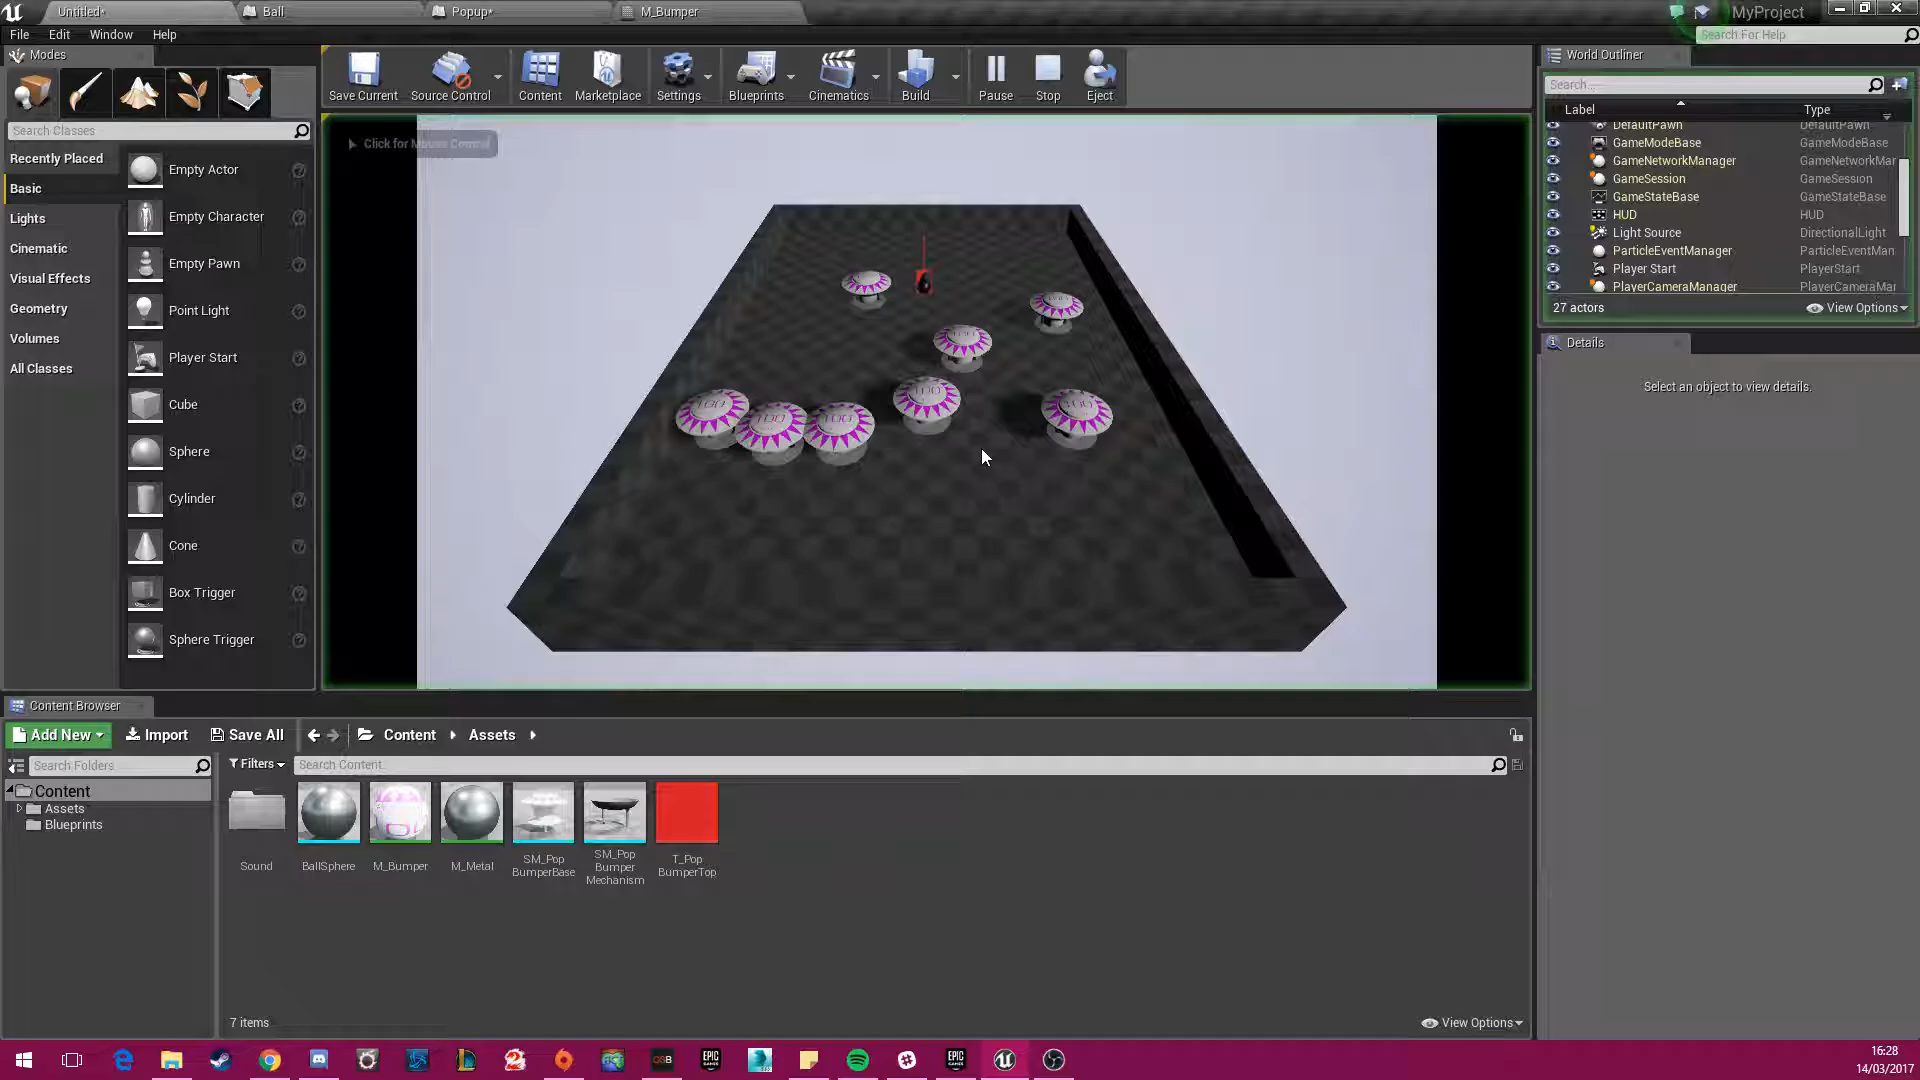 Untitled*
Ball
Popup*
M_Bumper
MyProject
File Edit Window Help
Search For Help
Modes
World Outliner
Save Current
Source Control
Content
Marketplace
Settings
Blueprints
Cinematics
Build
Pause
Stop
Eject
Search...
Label Type
Search Classes
DefaultPawn DefaultPawn
GameModeBase GameModeBase
GameNetworkManager GameNetworkMar
GameSession GameSession
GameStateBase GameStateBase
HUD HUD
Light Source DirectionalLight
ParticleEventManager ParticleEventMan
Player Start PlayerStart
PlayerCameraManager PlayerCameraMar
27 actors
View Options
Click for Mouse Control
Recently Placed
Basic
Lights
Cinematic
Visual Effects
Geometry
Volumes
All Classes
Empty Actor
Empty Character
Empty Pawn
Point Light
Player Start
Cube
Sphere
Cylinder
Cone
Box Trigger
Sphere Trigger
Details
Select an object to view details.
100
100
100
100
100
100
Content Browser
Add New
Import
Save All
Content
Assets
Search Folders
Filters
Search Content
Content
Assets
Blueprints
Sound
BallSphere
M_Bumper
M_Metal
SM_Pop
BumperBase
SM_Pop
Bumper
Mechanism
T_Pop
BumperTop
7 items
View Options
EPIC
GAMES
EPIC
GAMES
16:28
14/03/2017